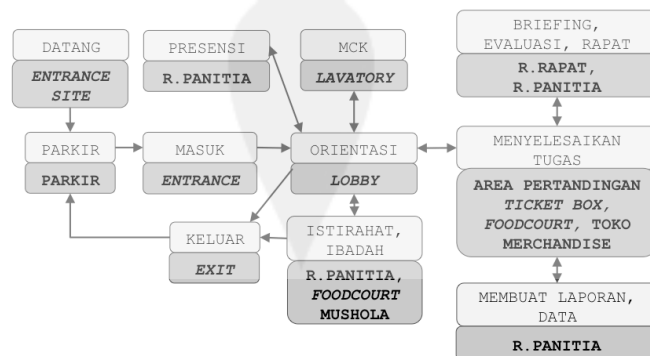 DATANG
ENTRANCE
SITE
PRESENSI
R.PANITIA
MCK
LAVATORY
BRIEFING,
EVALUASI, RAPAT
R.RAPAT,
R.PANITIA
PARKIR
PARKIR
MASUK
ENTRANCE
ORIENTASI
LOBBY
MENYELESAIKAN
TUGAS
AREA PERTANDINGAN
TICKET BOX,
FOODCOURT, TOKO
MERCHANDISE
KELUAR
EXIT
ISTIRAHAT,
IBADAH
R.PANITIA,
FOODCOURT
MUSHOLA
MEMBUAT LAPORAN,
DATA
R.PANITIA